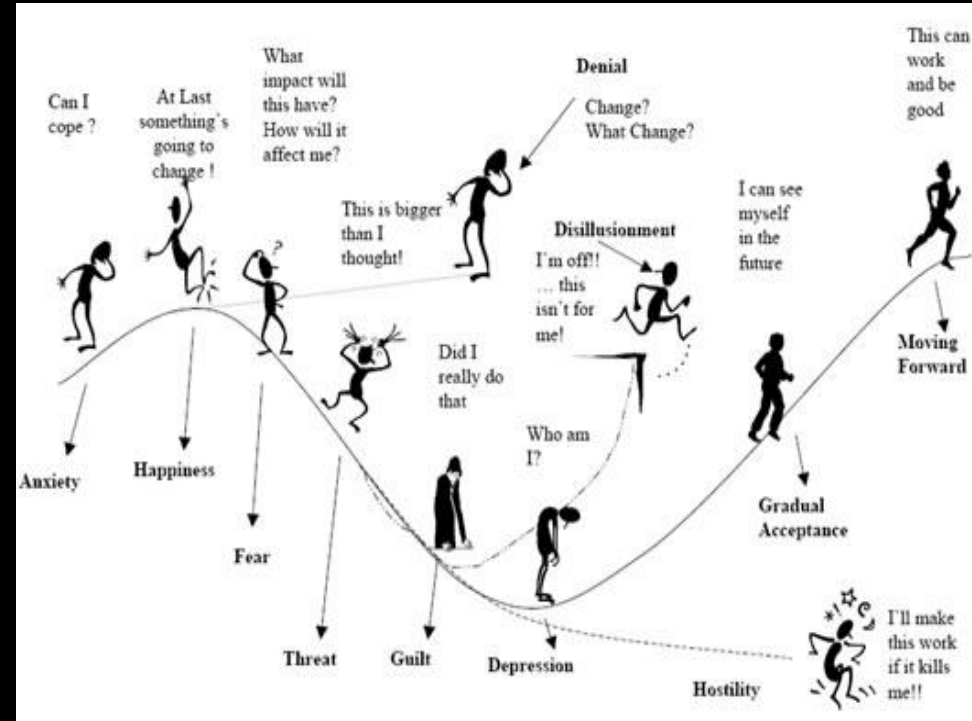 Can I
cope ?
At Last
something's
going to
change !
What
impact will
this have?
How will it
affect me?
?
This is bigger
than I
thought!
Denial
Change?
What Change?
Disillusionment
I'm off!!
… this
isn't for
me!
Did I
really do
that
Who am
I?
I can see
myself
in the
future
This can
work
and be
good
Moving
Forward
Gradual
Acceptance
Anxiety
Happiness
Fear
Threat
Guilt
Depression
Hostility
I'll make
this work
if it kills
me!!